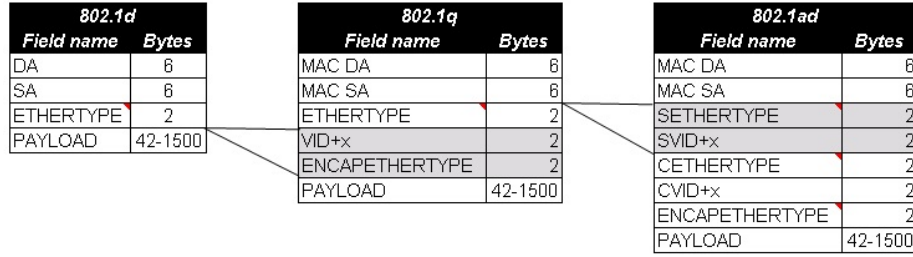 802.1d
Field name Bytes
DA 6
SA 6
ETHERTYPE 2
PAYLOAD 42-1500
802.1q
Field name Bytes
MAC DA 6
MAC SA 6
ETHERTYPE 2
VID+x 2
ENCAPETHERTYPE 2
PAYLOAD 42-1500
802.1ad
Field name Bytes
MAC DA 6
MAC SA 6
SETHERTYPE 2
SVID+x 2
CETHERTYPE 2
CVID+x 2
ENCAPETHERTYPE 2
PAYLOAD 42-1500